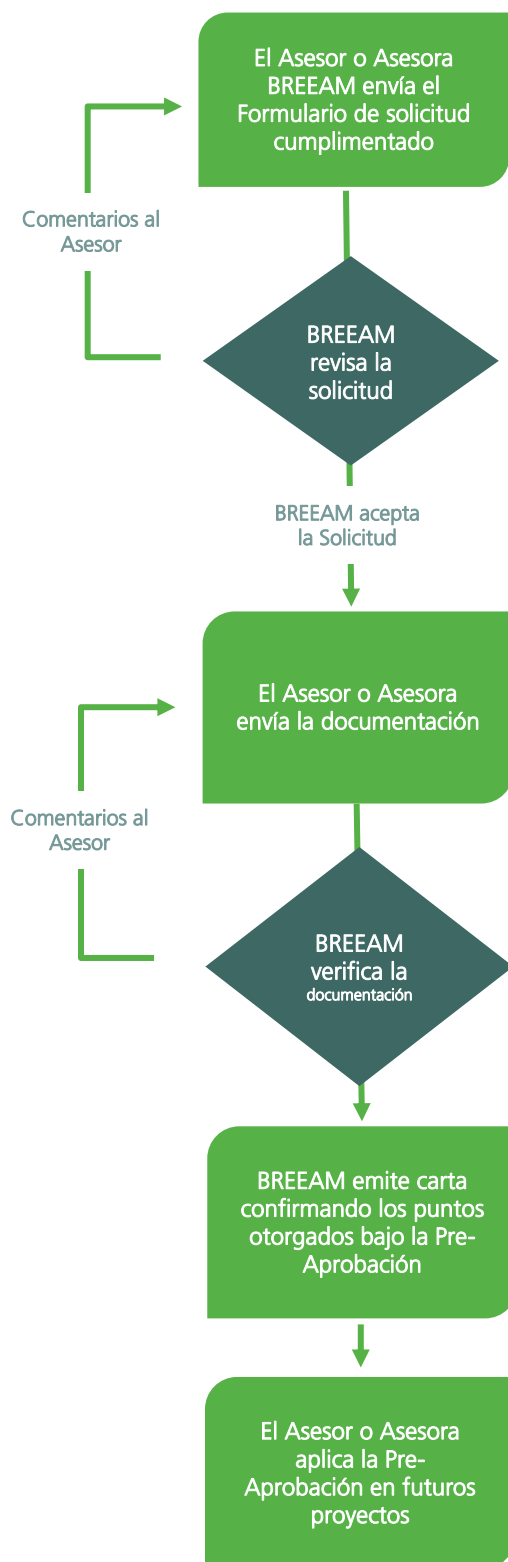 El Asesor o Asesora
BREEAM envía el
Formulario de solicitud
cumplimentado
Comentarios al
Asesor
BREEAM
revisa la
solicitud
BREEAM acepta
la Solicitud
El Asesor o Asesora
envía la documentación
Comentarios al
Asesor
BREEAM
verifica la
documentación
BREEAM emite carta
confirmando los puntos
otorgados bajo la Pre-
Aprobación
El Asesor o Asesora
aplica la Pre-
Aprobación en futuros
proyectos